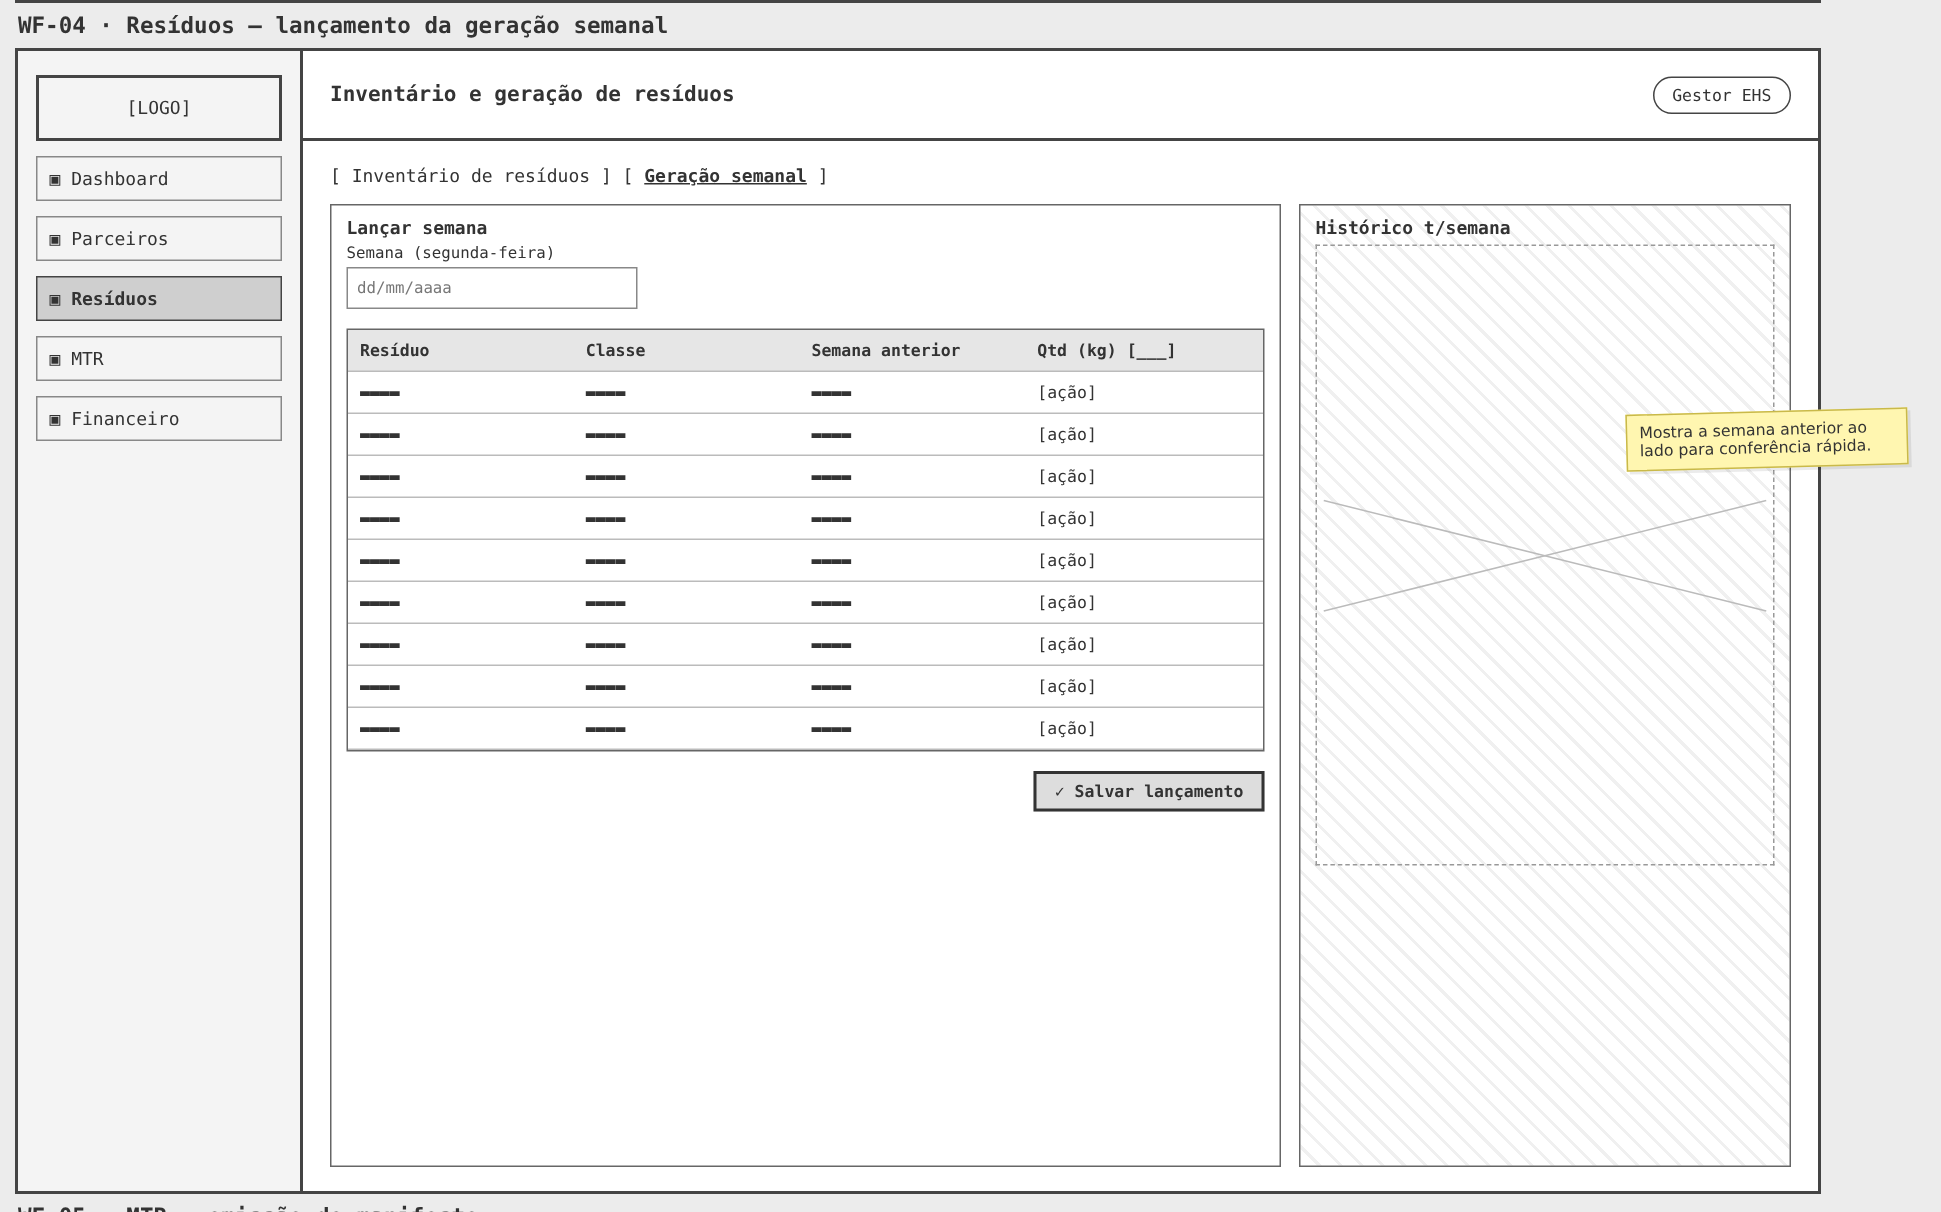 WF-04 · Resíduos — lançamento da geração semanal
[LOGO]
▣ Dashboard
▣ Parceiros
▣ Resíduos
▣ MTR
▣ Financeiro
Inventário e geração de resíduos
Gestor EHS
[ Inventário de resíduos ] [ Geração semanal ]
Lançar semana
Semana (segunda-feira)
dd/mm/aaaa
Resíduo Classe Semana anterior Qtd (kg) [___]
▬▬▬▬ ▬▬▬▬ ▬▬▬▬ [ação]
▬▬▬▬ ▬▬▬▬ ▬▬▬▬ [ação]
▬▬▬▬ ▬▬▬▬ ▬▬▬▬ [ação]
▬▬▬▬ ▬▬▬▬ ▬▬▬▬ [ação]
▬▬▬▬ ▬▬▬▬ ▬▬▬▬ [ação]
▬▬▬▬ ▬▬▬▬ ▬▬▬▬ [ação]
▬▬▬▬ ▬▬▬▬ ▬▬▬▬ [ação]
▬▬▬▬ ▬▬▬▬ ▬▬▬▬ [ação]
▬▬▬▬ ▬▬▬▬ ▬▬▬▬ [ação]
✓ Salvar lançamento
Histórico t/semana
Mostra a semana anterior ao
lado para conferência rápida.